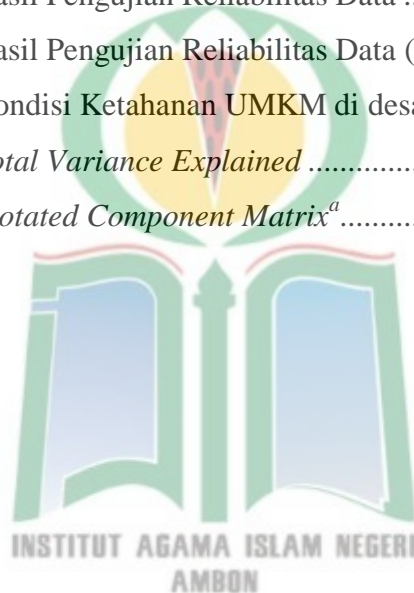 asil Pengujian Reliabilitas Data ..
asil Pengujian Reliabilitas Data (
ondisi Ketahanan UMKM di desa
tal Variance Explained .............
otated Component Matrixᵃ..........
INSTITUT AGAMA ISLAM NEGERI
AMBON